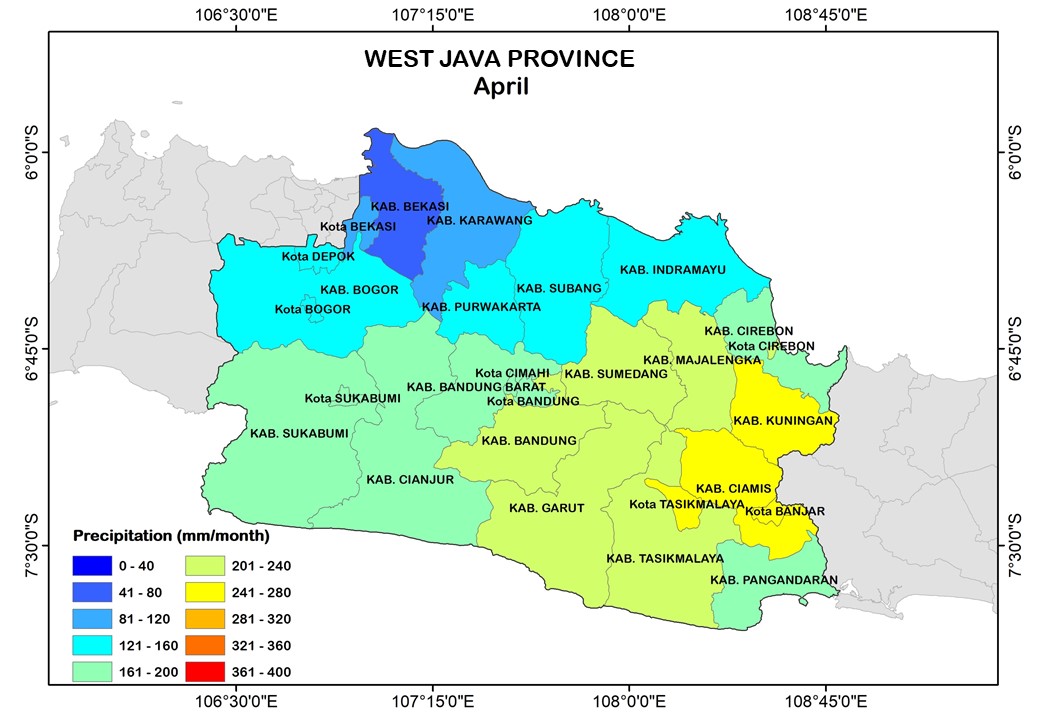 106°30'0"E 107°15'0"E 108°00'0"E 108°45'0"E
WEST JAVA PROVINCE
April
6°0'0"S 6°0'0"S
KAB. BEKASI
KAB. KARAWANG
Kota BEKASI
Kota DEPOK
KAB. INDRAMAYU
KAB. BOGOR
KAB. SUBANG
Kota BOGOR
KAB. PURWAKARTA
KAB. CIREBON
Kota CIREBON
6°45'0"S 6°45'0"S
KAB. MAJALENGKA
Kota CIMAHI
KAB. SUMEDANG
KAB. BANDUNG BARAT
Kota SUKABUMI
Kota BANDUNG
KAB. KUNINGAN
KAB. SUKABUMI
KAB. BANDUNG
KAB. CIANJUR
KAB. CIAMIS
Kota TASIKMALAYA
KAB. GARUT
Kota BANJAR
7°30'0"S 7°30'0"S
KAB. TASIKMALAYA
KAB. PANGANDARAN
Precipitation (mm/month)
0 - 40
41 - 80
81 - 120
121 - 160
161 - 200
201 - 240
241 - 280
281 - 320
321 - 360
361 - 400
106°30'0"E 107°15'0"E 108°00'0"E 108°45'0"E